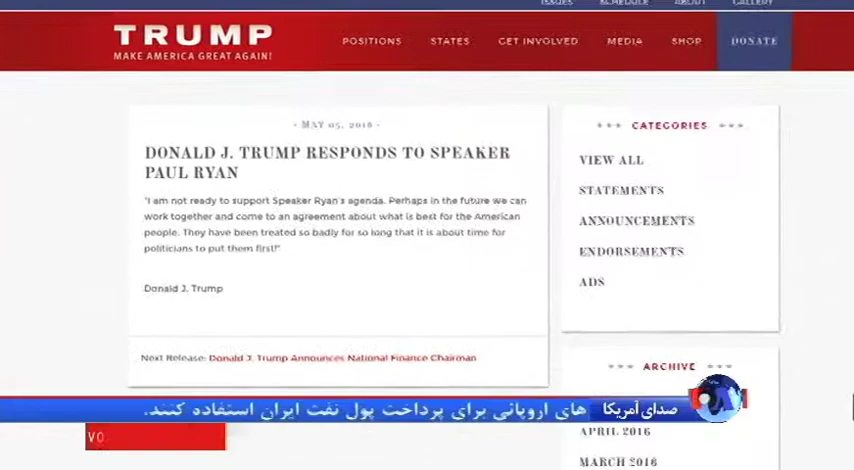 ISSUES SCHEDULE ABOUT GALLERY
TRUMP
MAKE AMERICA GREAT AGAIN!
POSITIONS STATES GET INVOLVED MEDIA SHOP DONATE
- MAY 05, 2016 -
DONALD J. TRUMP RESPONDS TO SPEAKER
PAUL RYAN
"I am not ready to support Speaker Ryan's agenda. Perhaps in the future we can
work together and come to an agreement about what is best for the American
people. They have been treated so badly for so long that it is about time for
politicians to put them first!"
Donald J. Trump
Next Release: Donald J. Trump Announces National Finance Chairman
CATEGORIES
VIEW ALL
STATEMENTS
ANNOUNCEMENTS
ENDORSEMENTS
ADS
ARCHIVE
صدای آمریکا
های اروپائی برای پرداخت پول نفت ایران استفاده کنند.
VO
APRIL 2016
MARCH 2016